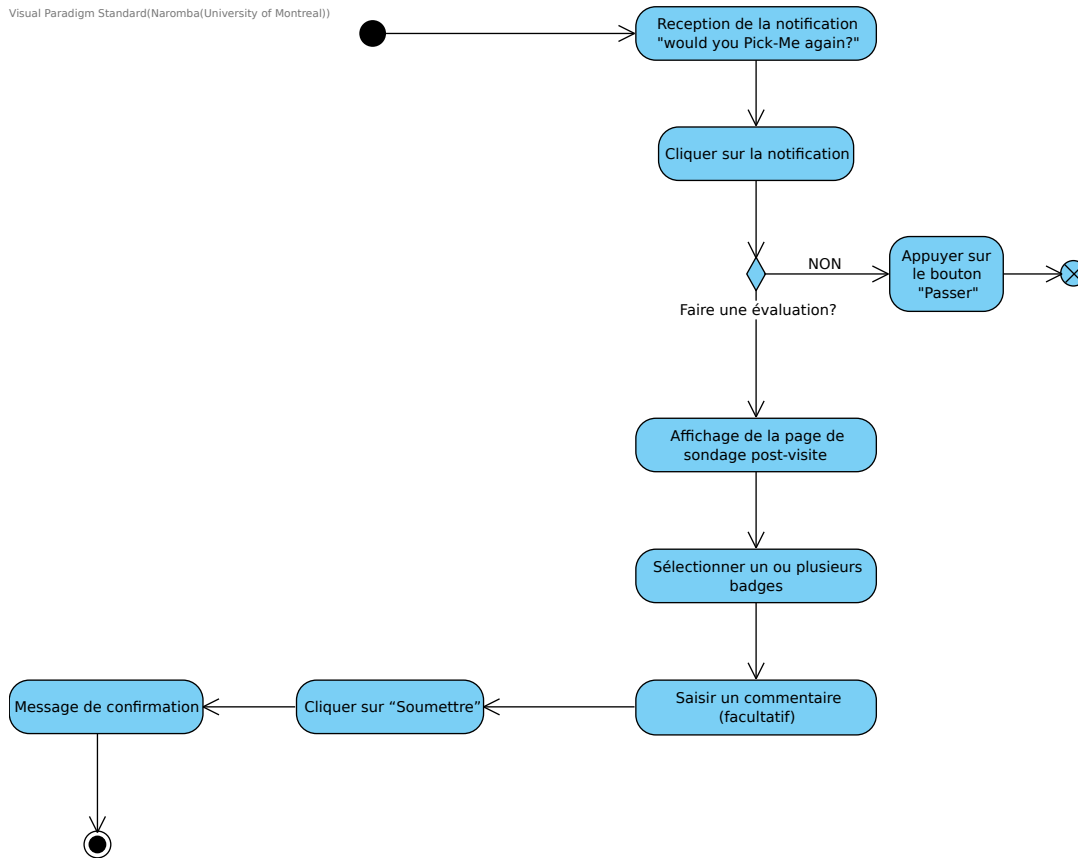 Visual Paradigm Standard(Naromba(University of Montreal))
Reception de la notification
"would you Pick-Me again?"
Cliquer sur la notification
NON
Appuyer sur
le bouton
"Passer"
Faire une évaluation?
Affichage de la page de
sondage post-visite
Sélectionner un ou plusieurs
badges
Saisir un commentaire
(facultatif)
Cliquer sur “Soumettre”
Message de confirmation